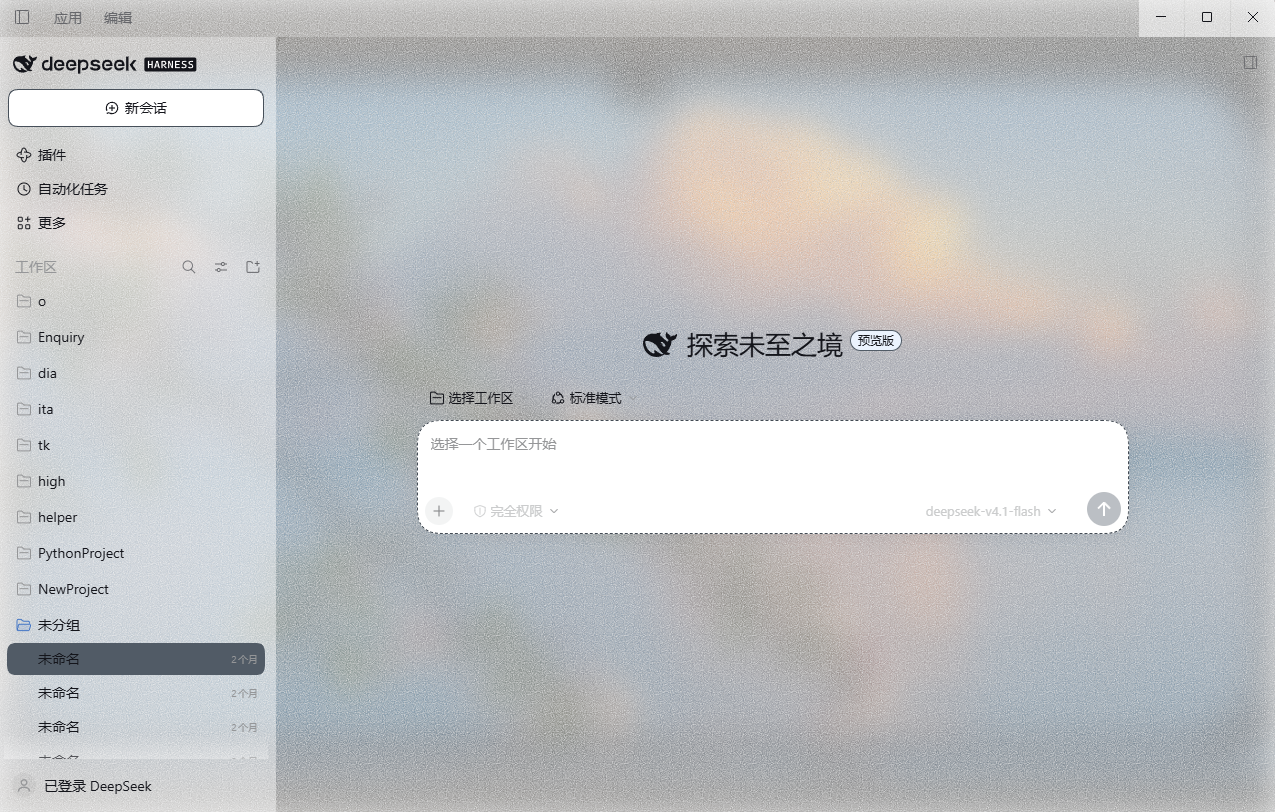 应用 编辑
deepseek HARNESS
新会话
插件
自动化任务
更多
工作区
o
Enquiry
dia
ita
tk
high
helper
PythonProject
NewProject
未分组
未命名 2个月
未命名 2个月
未命名 2个月
已登录 DeepSeek
探索未至之境 预览版
选择工作区 标准模式
选择一个工作区开始
完全权限 deepseek-v4.1-flash